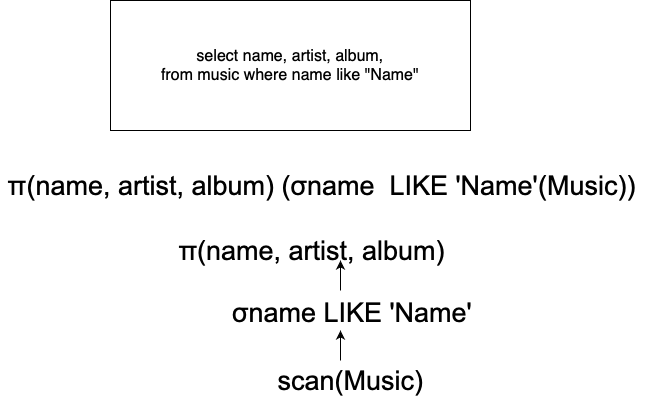 select name, artist, album,
from music where name like "Name"
π(name, artist, album) (σname  LIKE 'Name'(Music))
π(name, artist, album)
σname LIKE 'Name'
scan(Music)